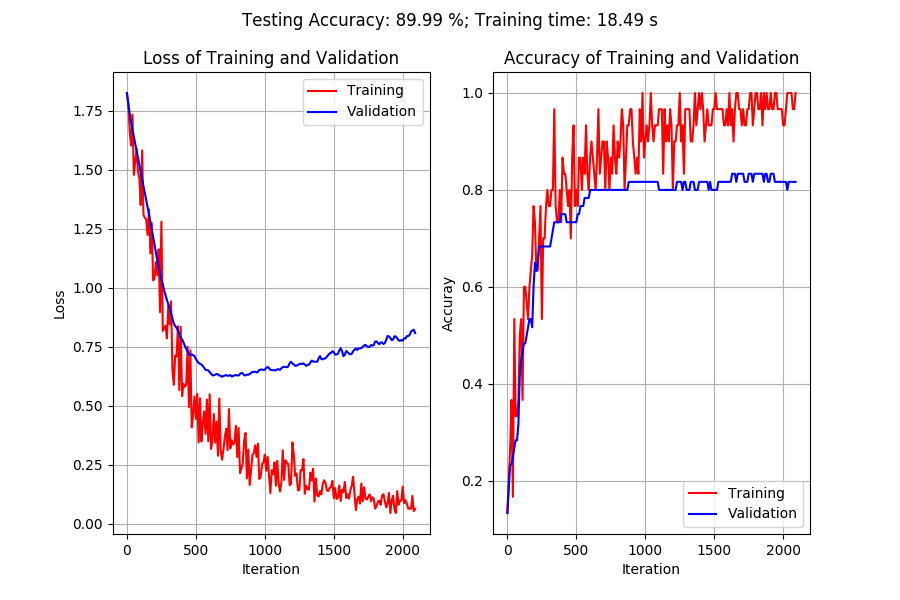 Testing Accuracy: 89.99 %; Training time: 18.49 s
Loss of Training and Validation
Accuracy of Training and Validation
Training
Validation
1.75
1.50
1.25
1.00
0.75
0.50
0.25
0.00
Loss
0
500
1000
1500
2000
Iteration
1.0
0.8
0.6
0.4
0.2
Accuray
Training
Validation
0
500
1000
1500
2000
Iteration